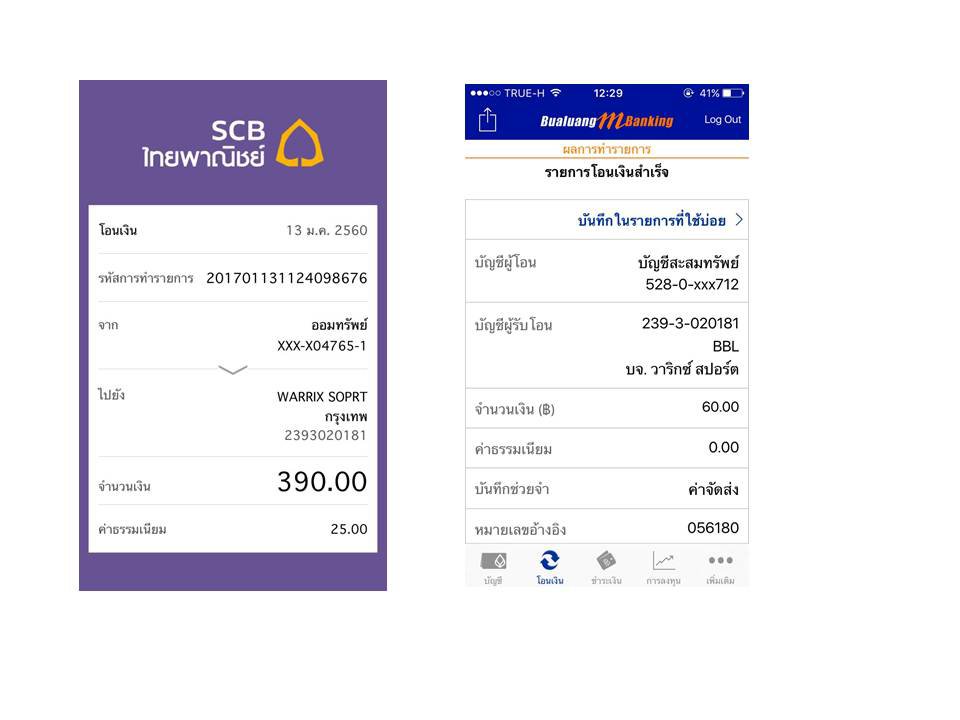 SCB
ไทยพาณิชย์
โอนเงิน 13 ม.ค. 2560
รหัสการทำรายการ 201701131124098676
จาก ออมทรัพย์
XXX-X04765-1
ไปยัง WARRIX SOPRT
กรุงเทพ
2393020181
จำนวนเงิน 390.00
ค่าธรรมเนียม 25.00
TRUE-H 12:29 41%
Bualuang mBanking Log Out
ผลการทำรายการ
รายการโอนเงินสำเร็จ
บันทึกในรายการที่ใช้บ่อย
บัญชีผู้โอน บัญชีสะสมทรัพย์
528-0-xxx712
บัญชีผู้รับโอน 239-3-020181
BBL
บจ. วาริกซ์ สปอร์ต
จำนวนเงิน (฿) 60.00
ค่าธรรมเนียม 0.00
บันทึกช่วยจำ ค่าจัดส่ง
หมายเลขอ้างอิง 056180
บัญชี โอนเงิน ชำระเงิน การลงทุน เพิ่มเติม